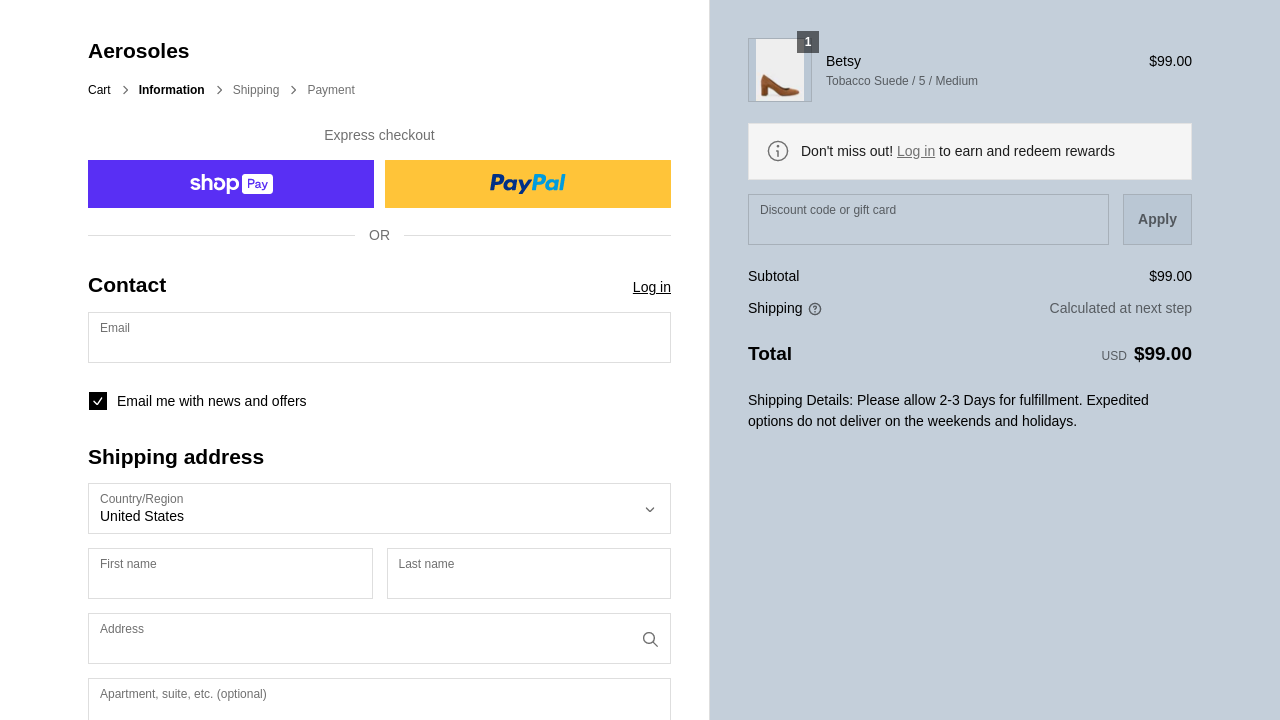 Aerosoles
Cart Information Shipping Payment
Express checkout
shop Pay
PayPal
OR
Contact
Log in
Email
Email me with news and offers
Shipping address
Country/Region
United States
First name
Last name
Address
Apartment, suite, etc. (optional)
1
Betsy
$99.00
Tobacco Suede / 5 / Medium
Don't miss out! Log in to earn and redeem rewards
Discount code or gift card
Apply
Subtotal
$99.00
Shipping
Calculated at next step
Total
USD $99.00
Shipping Details: Please allow 2-3 Days for fulfillment. Expedited
options do not deliver on the weekends and holidays.